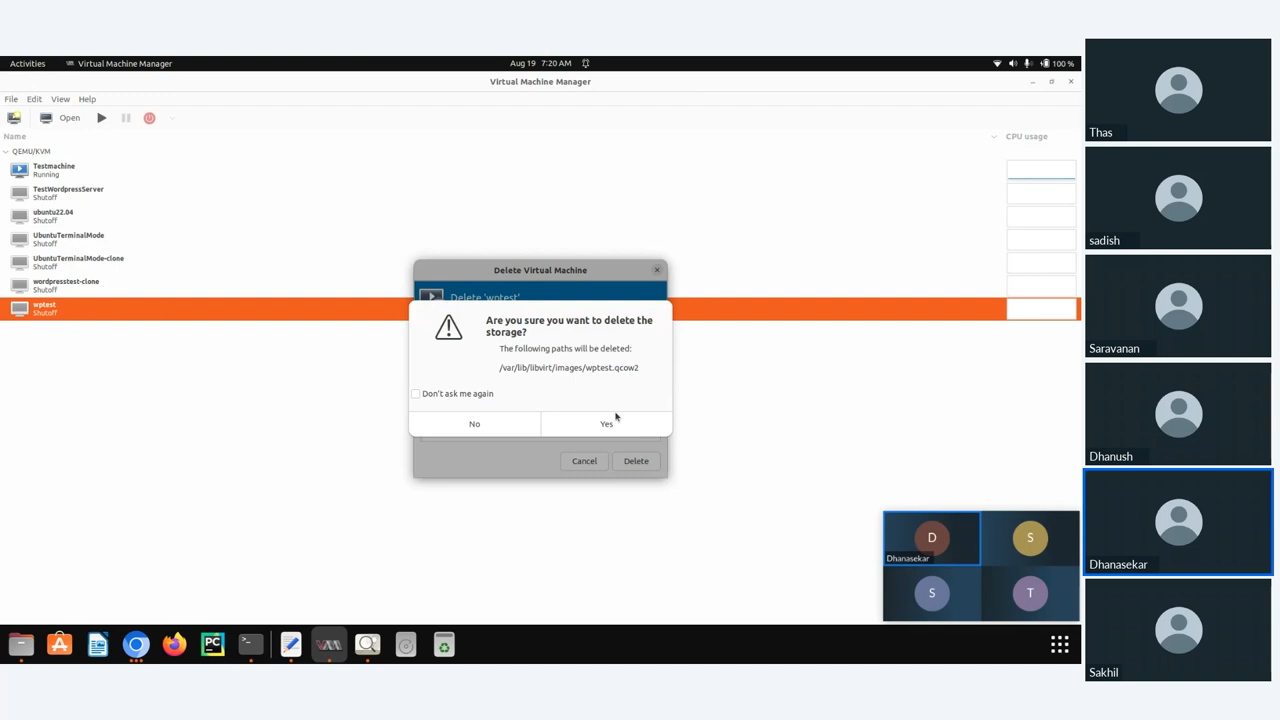 Activities
Virtual Machine Manager
Aug 19 7:20 AM
100 %
Virtual Machine Manager
File Edit View Help
Open
Name
CPU usage
QEMU/KVM
Testmachine
Running
TestWordpressServer
Shutoff
ubuntu22.04
Shutoff
UbuntuTerminalMode
Shutoff
UbuntuTerminalMode-clone
Shutoff
wordpresstest-clone
Shutoff
wptest
Shutoff
Delete Virtual Machine
Delete 'wptest'
Are you sure you want to delete the
storage?
The following paths will be deleted:
/var/lib/libvirt/images/wptest.qcow2
Don't ask me again
No
Yes
Cancel
Delete
D
Dhanasekar
S
S
T
PC
Thas
sadish
Saravanan
Dhanush
Dhanasekar
Sakhil